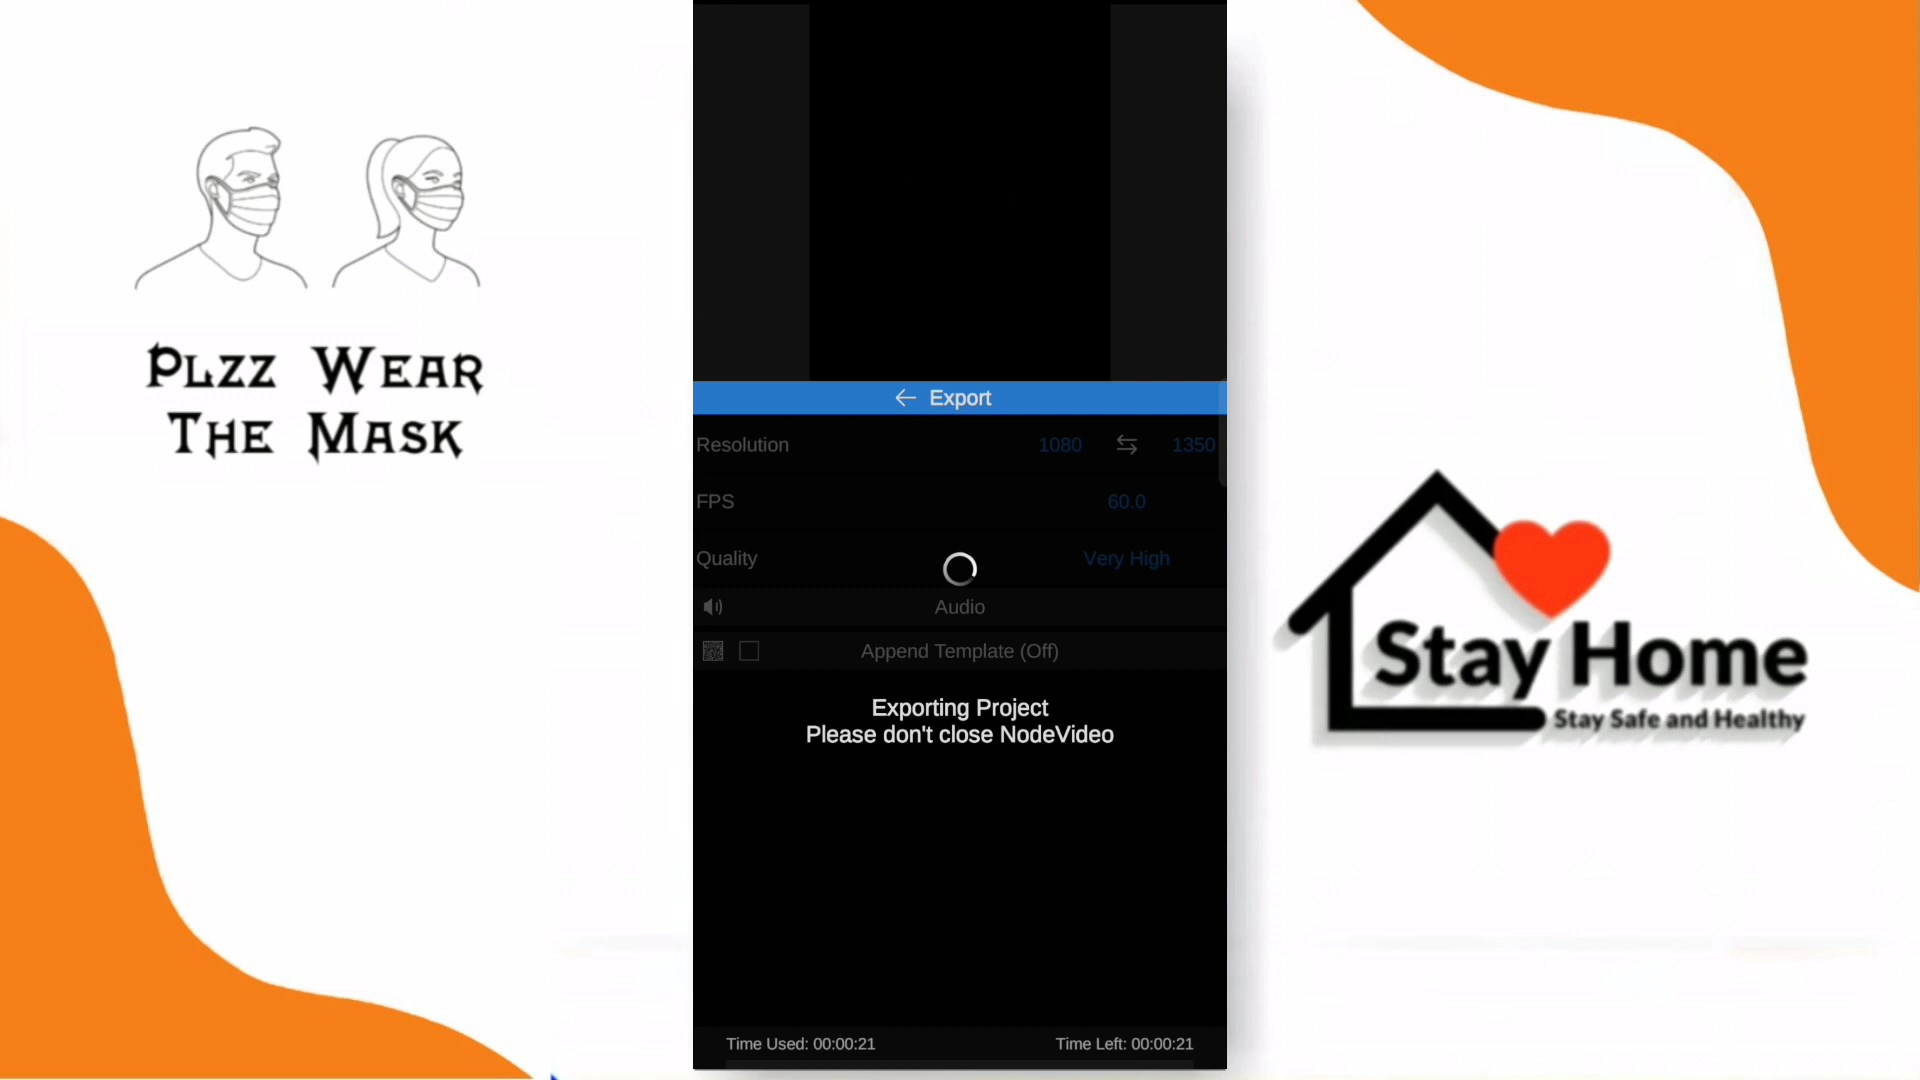 Plzz Wear
The Mask
Export
Resolution 1080 1350
FPS 60.0
Quality Very High
Audio
Append Template (Off)
Exporting Project
Please don't close NodeVideo
Time Used: 00:00:21 Time Left: 00:00:21
Stay Home
Stay Safe and Healthy